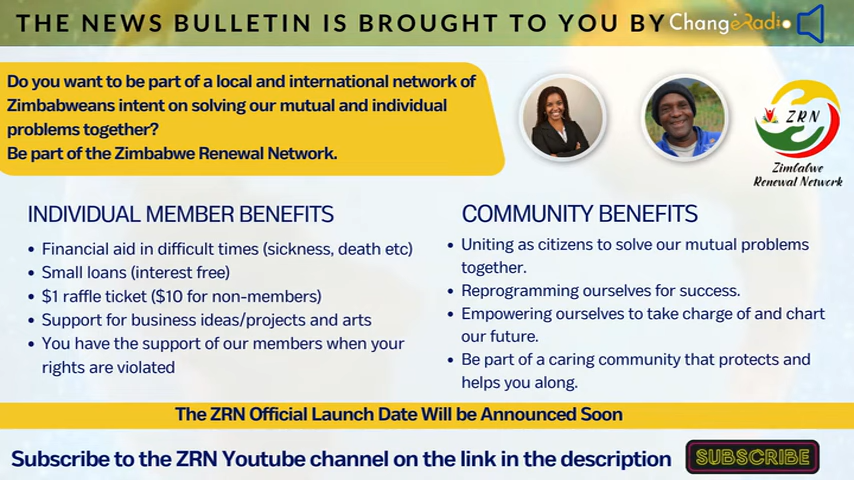 THE NEWS BULLETIN IS BROUGHT TO YOU BY ChangeRadio
Do you want to be part of a local and international network of
Zimbabweans intent on solving our mutual and individual
problems together?
Be part of the Zimbabwe Renewal Network.
ZRN
Zimbabwe
Renewal Network
INDIVIDUAL MEMBER BENEFITS
• Financial aid in difficult times (sickness, death etc)
• Small loans (interest free)
• $1 raffle ticket ($10 for non-members)
• Support for business ideas/projects and arts
• You have the support of our members when your
rights are violated
COMMUNITY BENEFITS
• Uniting as citizens to solve our mutual problems
together.
• Reprogramming ourselves for success.
• Empowering ourselves to take charge of and chart
our future.
• Be part of a caring community that protects and
helps you along.
The ZRN Official Launch Date Will be Announced Soon
Subscribe to the ZRN Youtube channel on the link in the description
SUBSCRIBE